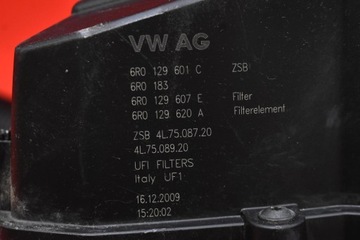 VW AG
6R0 129 601 C ZSB
6R0 183
6R0 129 607 E Filter
6R0 129 620 A Filterelement
ZSB 4L.75.087.20
4L.75.089.20
UFI FILTERS
Italy UF1
16.12.2009
15:20:02